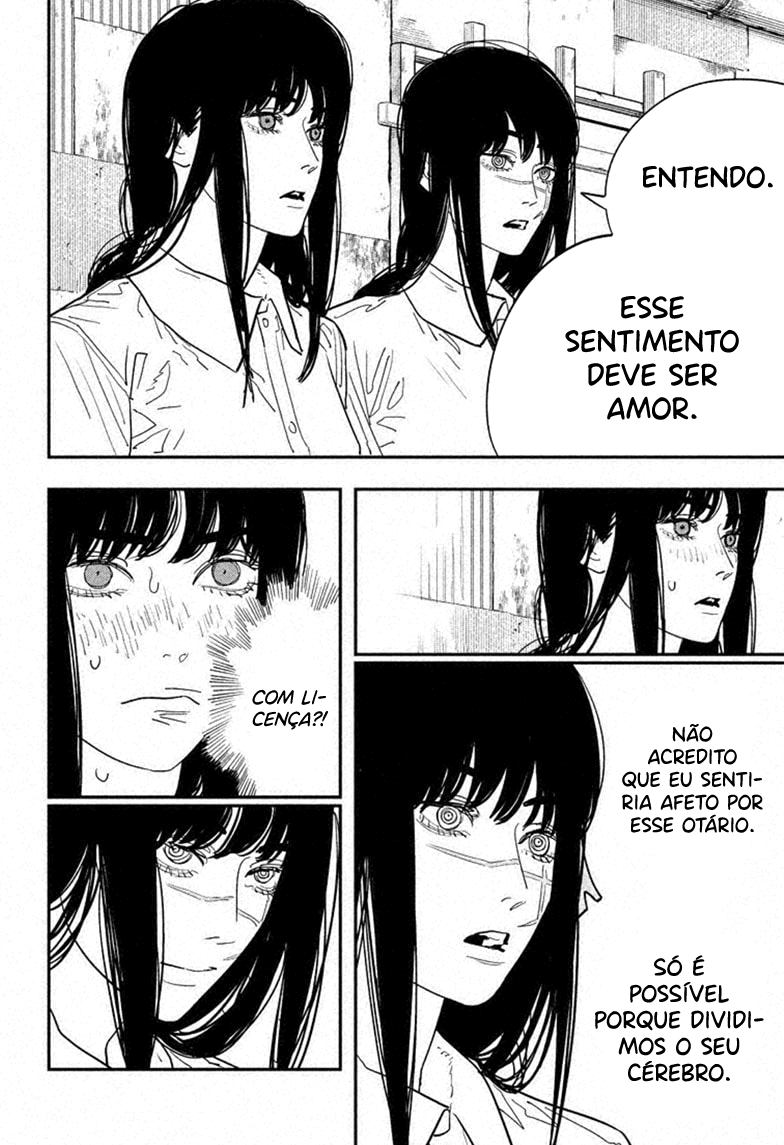 ENTENDO.
ESSE
SENTIMENTO
DEVE SER
AMOR.
NÃO
ACREDITO
QUE EU SENTI-
RIA AFETO POR
ESSE OTÁRIO.
SÓ É
POSSÍVEL
PORQUE DIVIDI-
MOS O SEU
CÉREBRO.
COM LI-
CENÇA?!